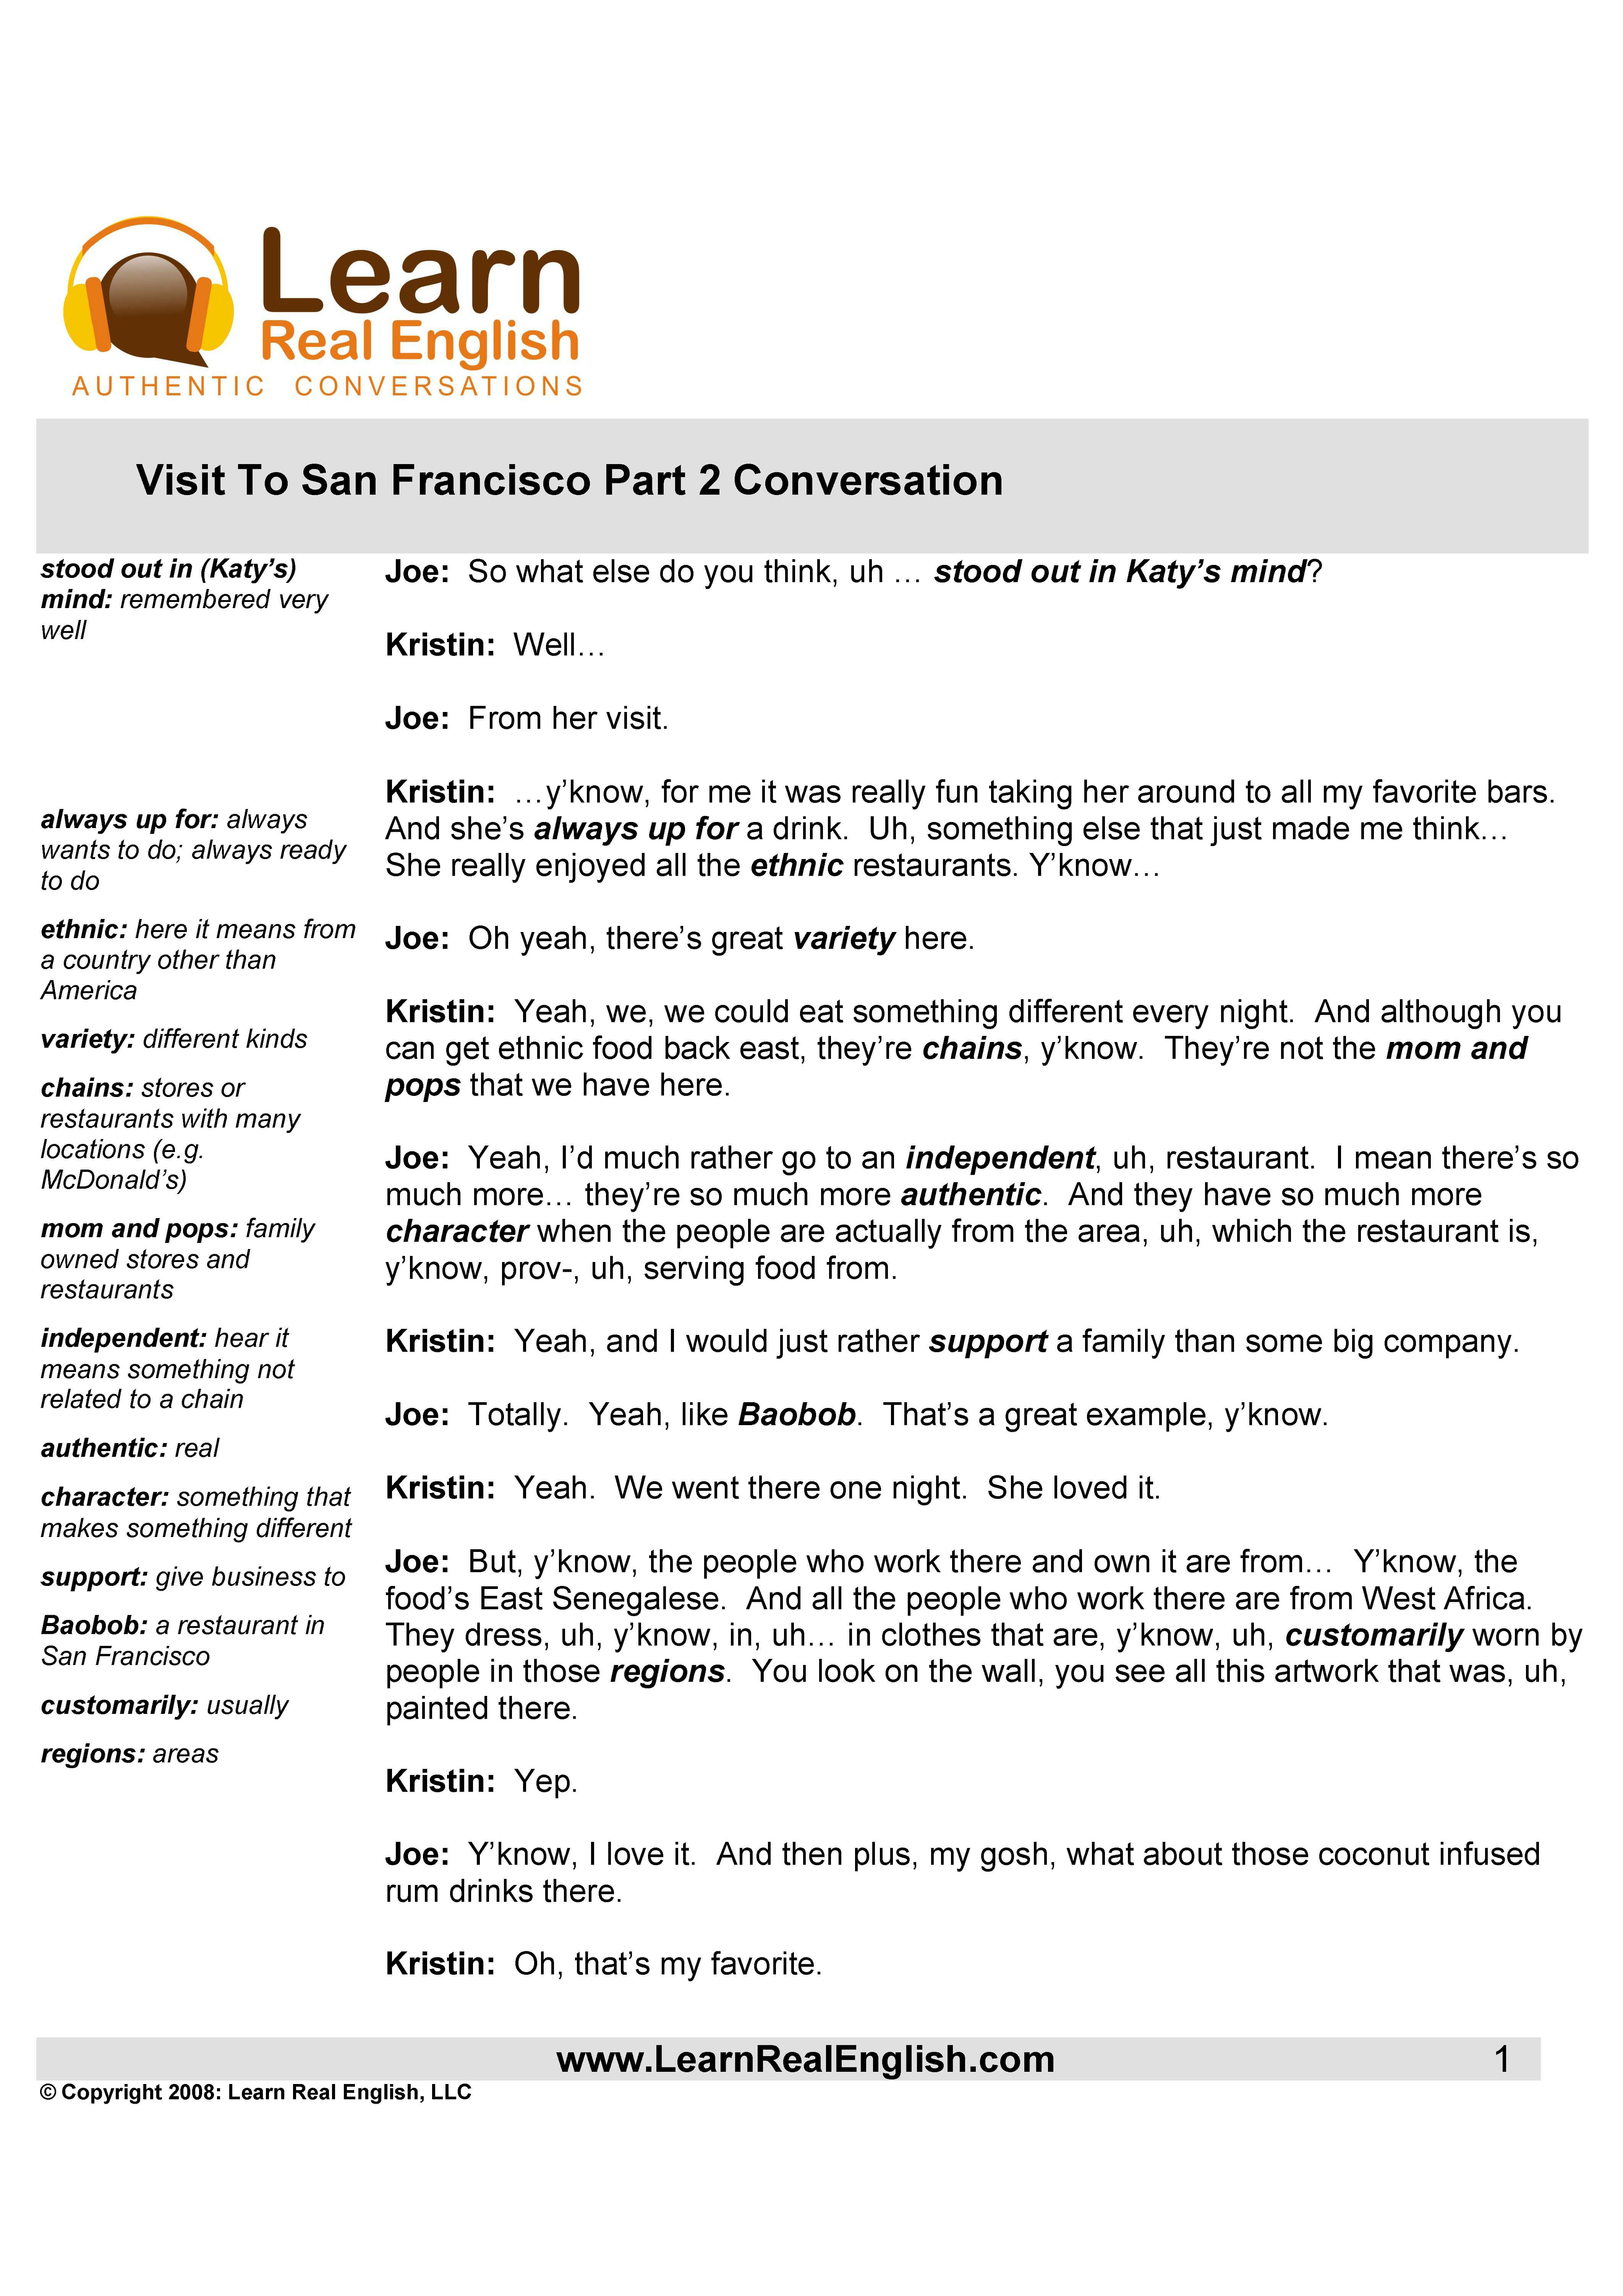 Learn
Real English
AUTHENTIC CONVERSATIONS
Visit To San Francisco Part 2 Conversation
stood out in (Katy's)
mind: remembered very
well
always up for: always
wants to do; always ready
to do
ethnic: here it means from
a country other than
America
variety: different kinds
chains: stores or
restaurants with many
locations (e.g.
McDonald's)
mom and pops: family
owned stores and
restaurants
independent: hear it
means something not
related to a chain
authentic: real
character: something that
makes something different
support: give business to
Baobob: a restaurant in
San Francisco
customarily: usually
regions: areas
Joe: So what else do you think, uh … stood out in Katy's mind?
Kristin: Well…
Joe: From her visit.
Kristin: …y'know, for me it was really fun taking her around to all my favorite bars.
And she's always up for a drink. Uh, something else that just made me think…
She really enjoyed all the ethnic restaurants. Y'know…
Joe: Oh yeah, there's great variety here.
Kristin: Yeah, we, we could eat something different every night. And although you
can get ethnic food back east, they're chains, y'know. They're not the mom and
pops that we have here.
Joe: Yeah, I'd much rather go to an independent, uh, restaurant. I mean there's so
much more… they're so much more authentic. And they have so much more
character when the people are actually from the area, uh, which the restaurant is,
y'know, prov-, uh, serving food from.
Kristin: Yeah, and I would just rather support a family than some big company.
Joe: Totally. Yeah, like Baobob. That's a great example, y'know.
Kristin: Yeah. We went there one night. She loved it.
Joe: But, y'know, the people who work there and own it are from… Y'know, the
food's East Senegalese. And all the people who work there are from West Africa.
They dress, uh, y'know, in, uh… in clothes that are, y'know, uh, customarily worn by
people in those regions. You look on the wall, you see all this artwork that was, uh,
painted there.
Kristin: Yep.
Joe: Y'know, I love it. And then plus, my gosh, what about those coconut infused
rum drinks there.
Kristin: Oh, that's my favorite.
www.LearnRealEnglish.com 1
© Copyright 2008: Learn Real English, LLC